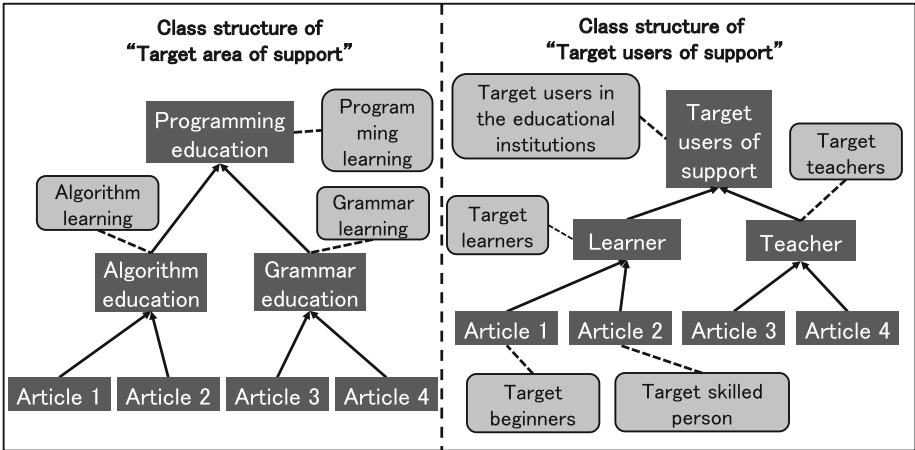 Class structure of
“Target area of support”
Programming
education
Program
ming
learning
Algorithm
learning
Grammar
learning
Algorithm
education
Grammar
education
Article 1
Article 2
Article 3
Article 4
Class structure of
“Target users of support”
Target users in
the educational
institutions
Target
users of
support
Target
teachers
Target
learners
Learner
Teacher
Article 1
Article 2
Article 3
Article 4
Target
beginners
Target skilled
person